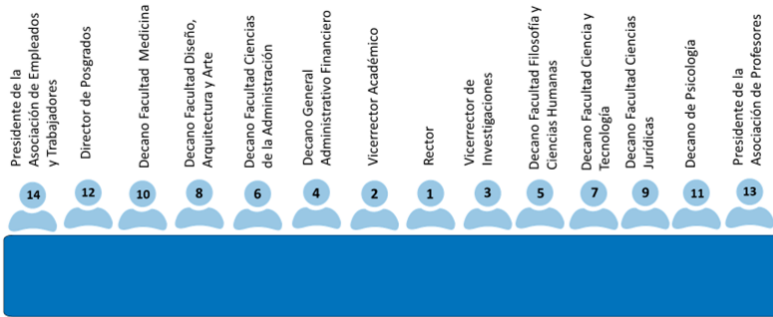 Presidente de la
Asociación de Empleados
y Trabajadores
Director de Posgrados
Decano Facultad Medicina
Decano Facultad Diseño,
Arquitectura y Arte
Decano Facultad Ciencias
de la Administración
Decano General
Administrativo Financiero
Vicerrector Académico
Rector
Vicerrector de
Investigaciones
Decano Facultad Filosofía y
Ciencias Humanas
Decano Facultad Ciencia y
Tecnología
Decano Facultad Ciencias
Jurídicas
Decano de Psicología
Presidente de la
Asociación de Profesores
14 12 10 8 6 4 2 1 3 5 7 9 11 13